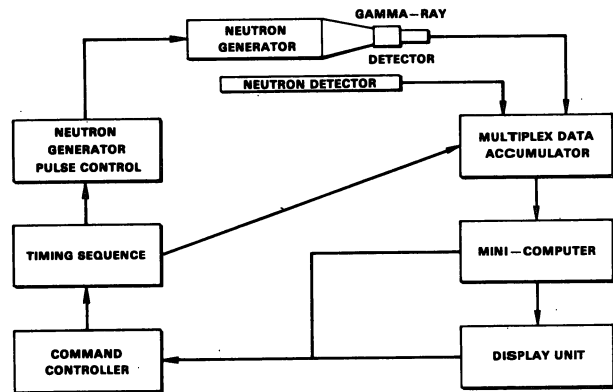 GAMMA-RAY
NEUTRON
GENERATOR
DETECTOR
NEUTRON DETECTOR
NEUTRON
GENERATOR
PULSE CONTROL
MULTIPLEX DATA
ACCUMULATOR
TIMING SEQUENCE
MINI-COMPUTER
COMMAND
CONTROLLER
DISPLAY UNIT